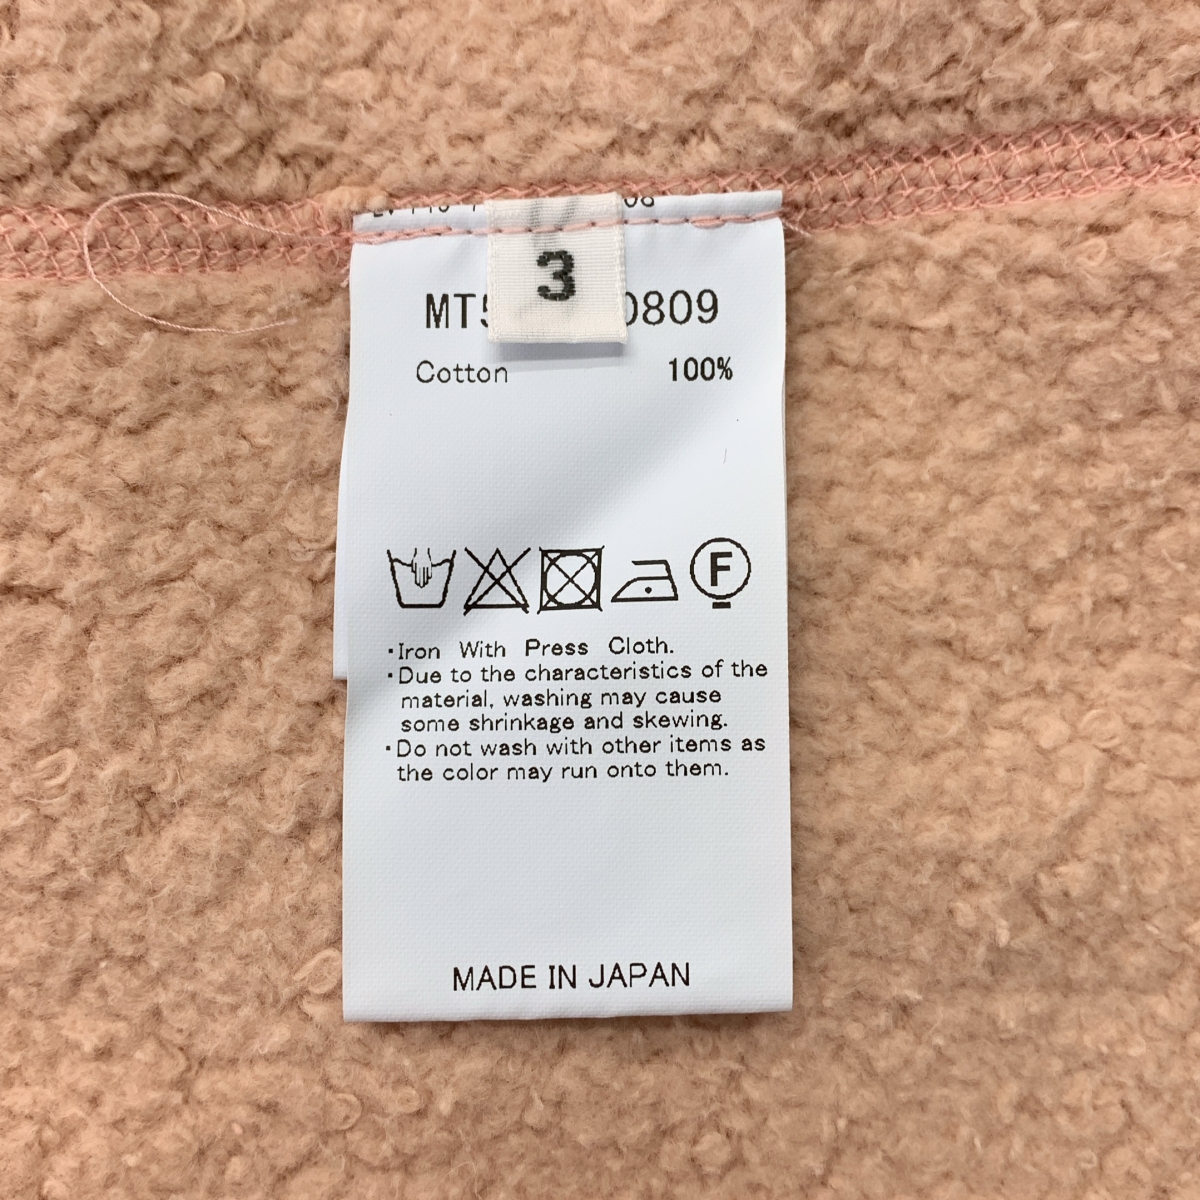 3
0809
Cotton 100%
F
·Iron With Press Cloth.
·Due to the characteristics of the
material, washing may cause
some shrinkage and skewing.
·Do not wash with other items as
the color may run onto them.
MADE IN JAPAN